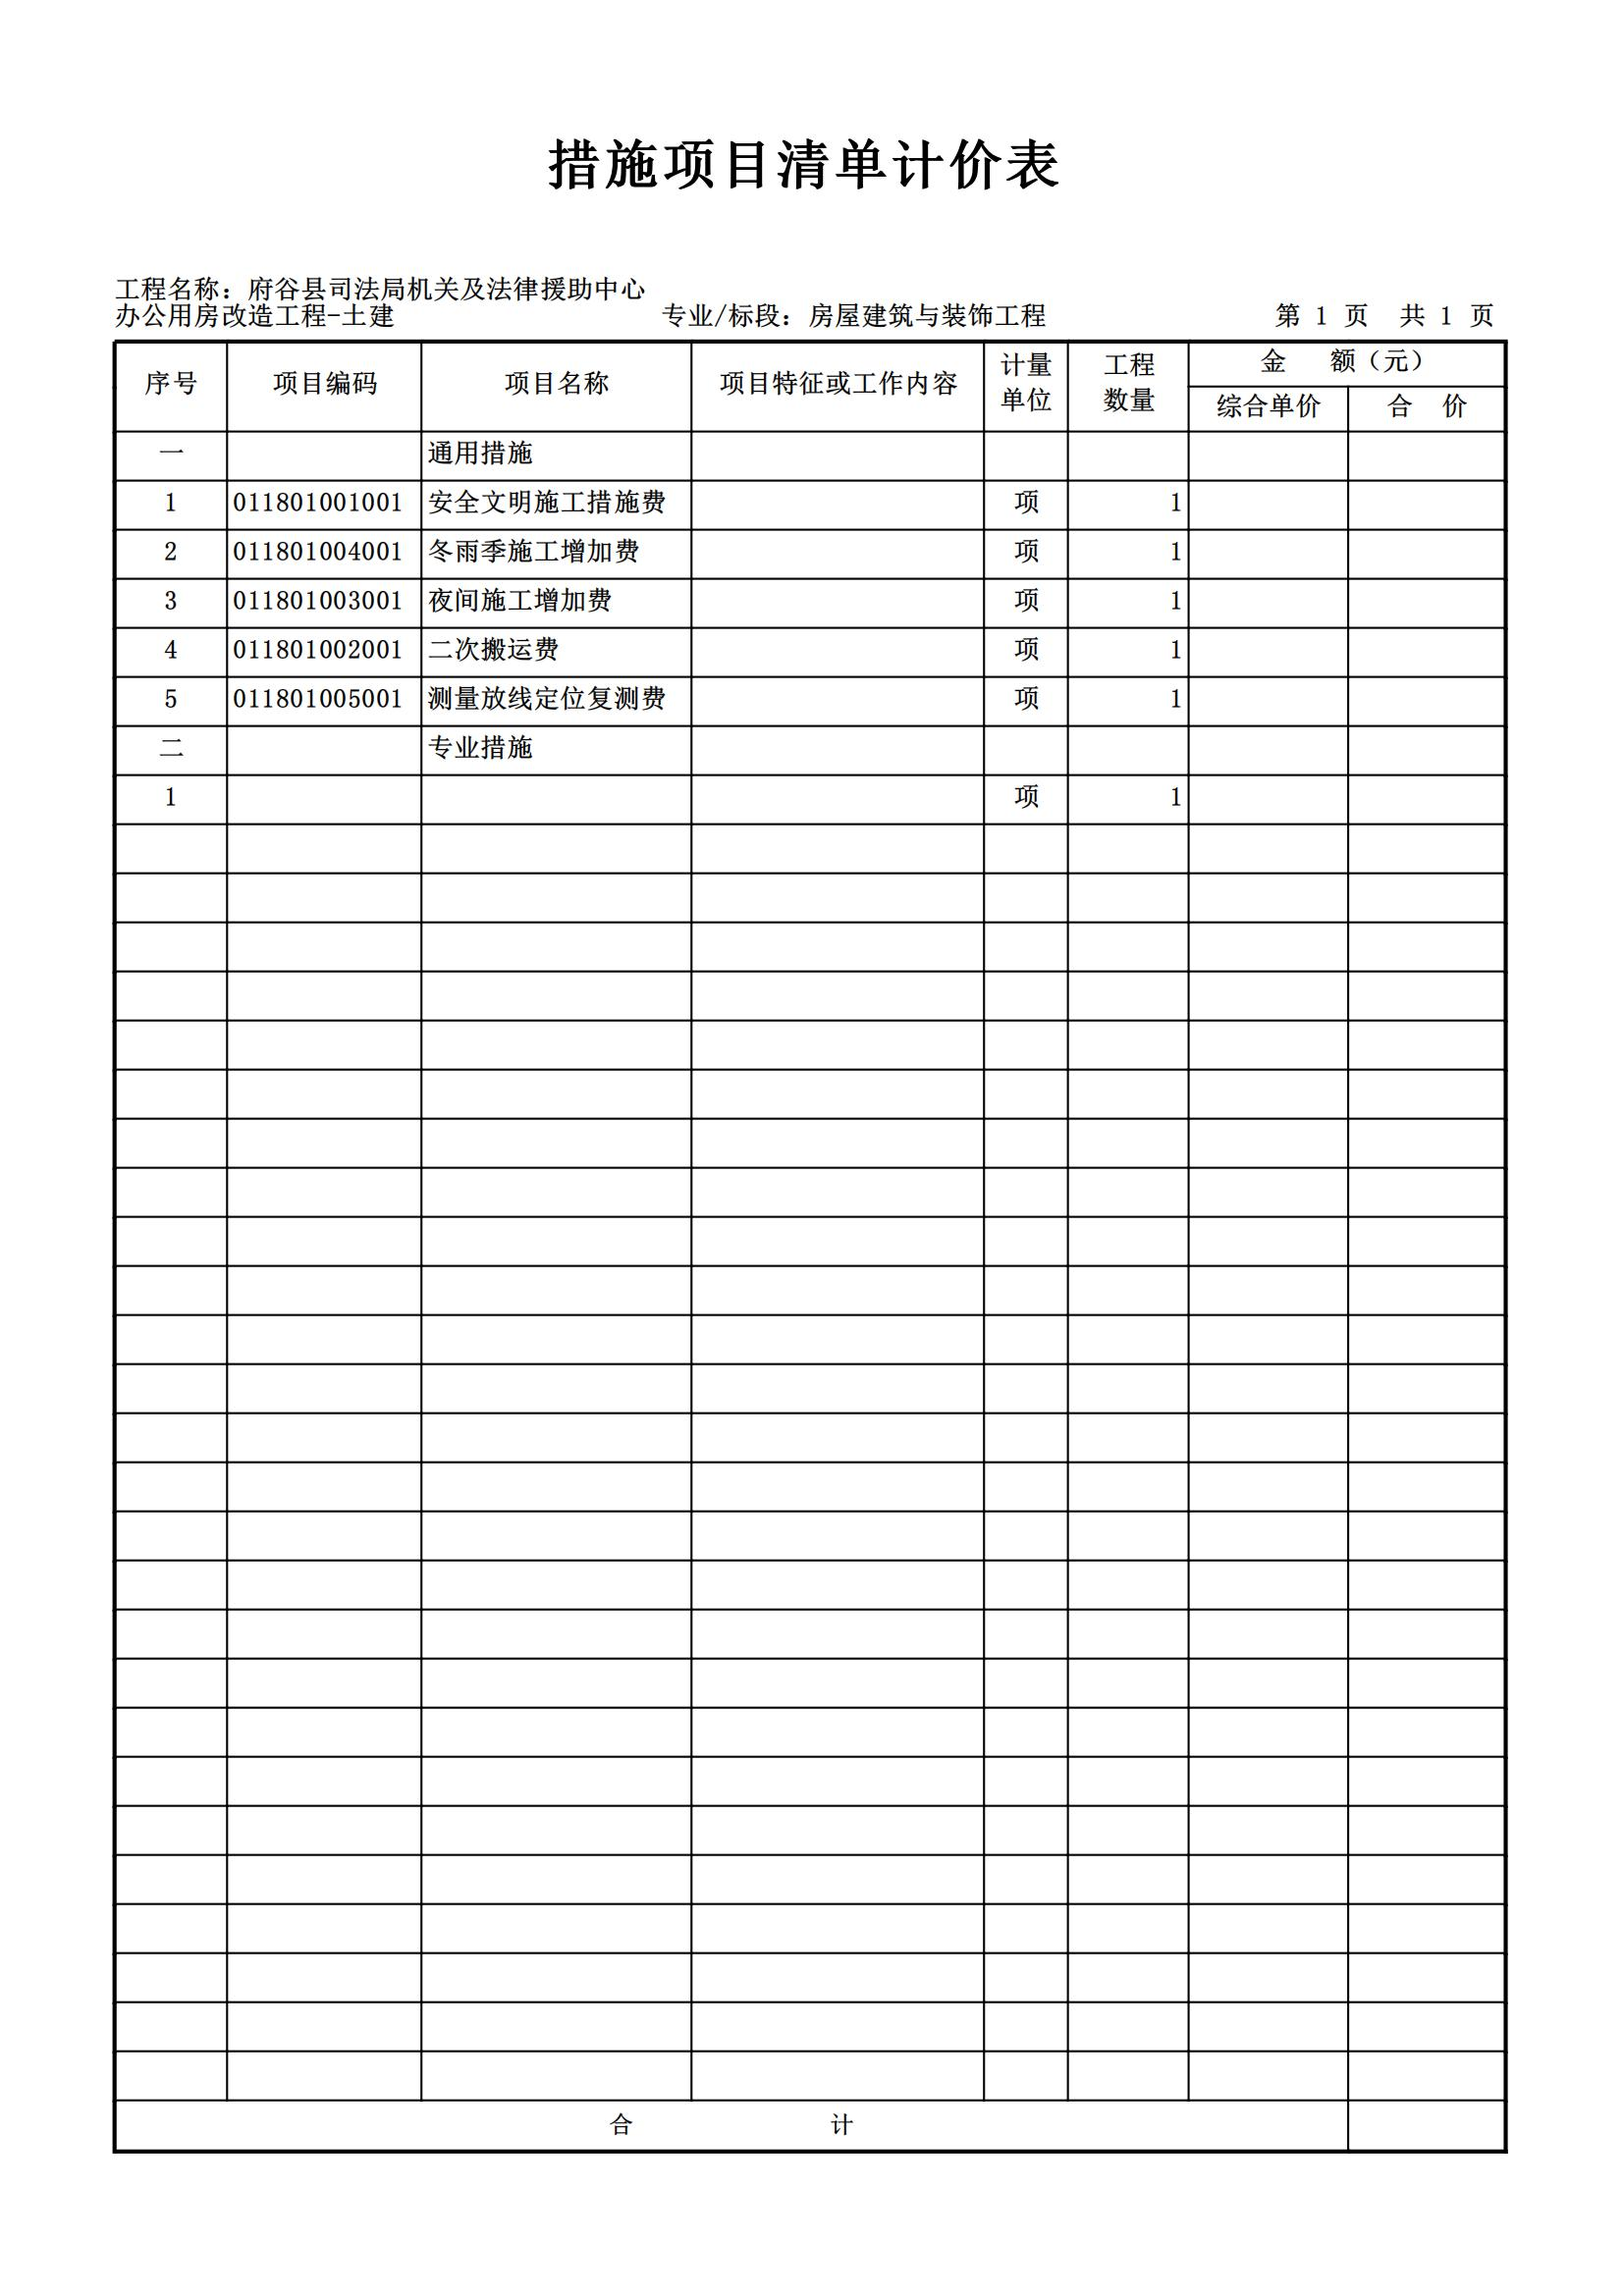 措施项目清单计价表
工程名称：府谷县司法局机关及法律援助中心
办公用房改造工程-土建 专业/标段：房屋建筑与装饰工程 第 1 页 共 1 页
序号 项目编码 项目名称 项目特征或工作内容 计量单位 工程数量 金 额（元）
综合单价 合 价
一 通用措施
1 011801001001 安全文明施工措施费 项 1
2 011801004001 冬雨季施工增加费 项 1
3 011801003001 夜间施工增加费 项 1
4 011801002001 二次搬运费 项 1
5 011801005001 测量放线定位复测费 项 1
二 专业措施
1 项 1
合 计